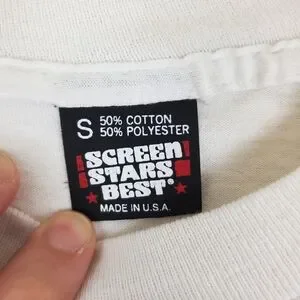 S 50% COTTON
50% POLYESTER
SCREEN
STARS
BEST®
MADE IN U.S.A.